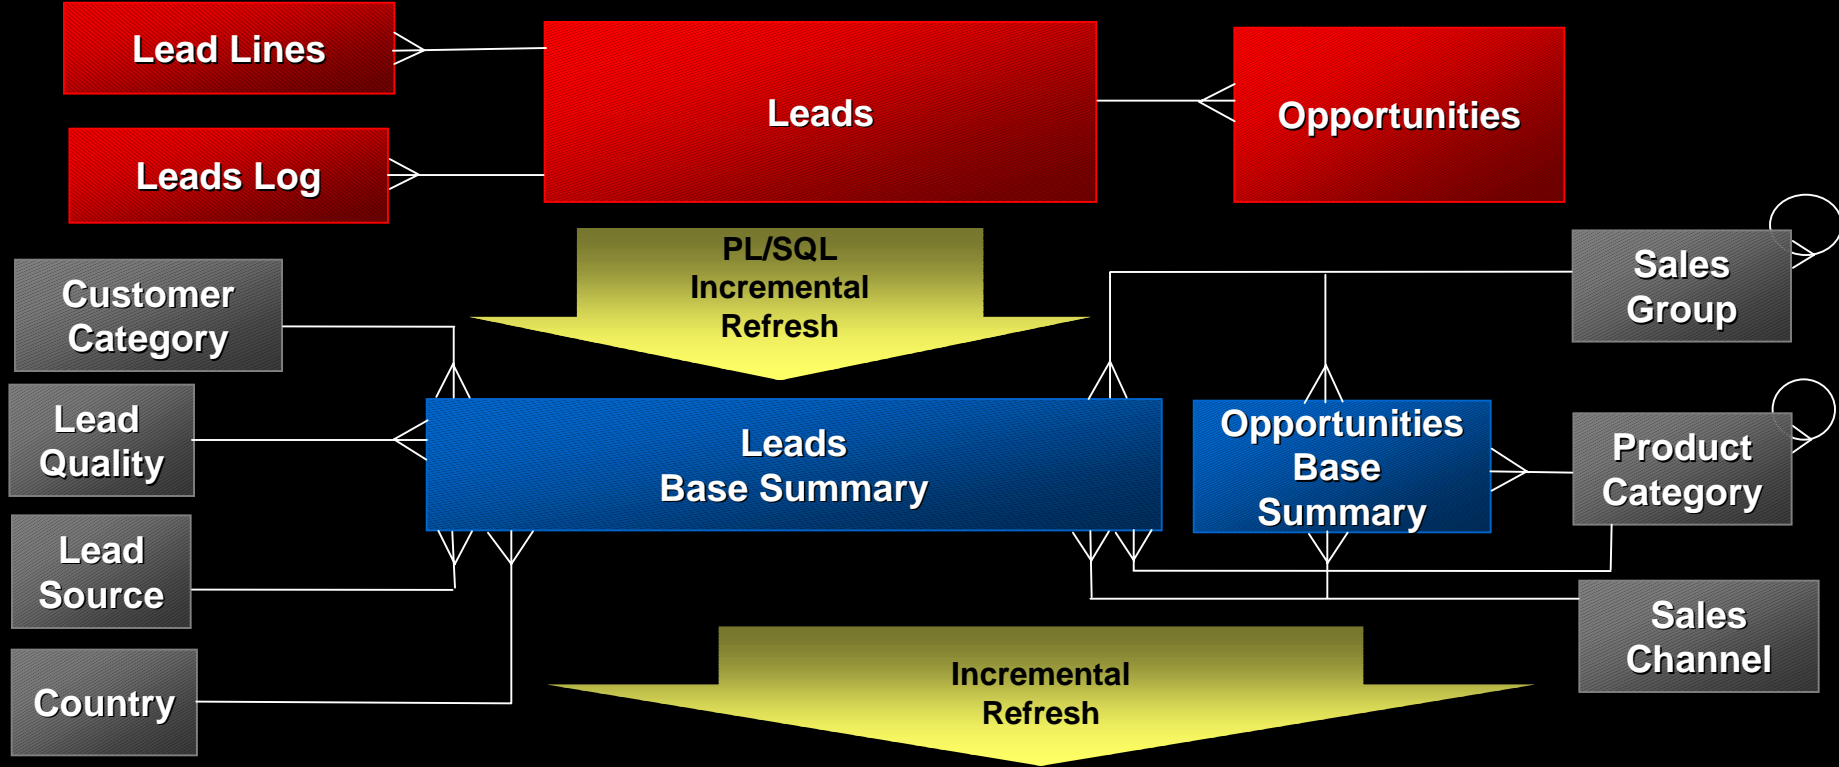 Lead Lines
Leads
Opportunities
Leads Log
PL/SQL
Incremental
Refresh
Sales
Group
Customer
Category
Lead
Quality
Leads
Base Summary
Opportunities
Base
Summary
Product
Category
Lead
Source
Sales
Channel
Country
Incremental
Refresh